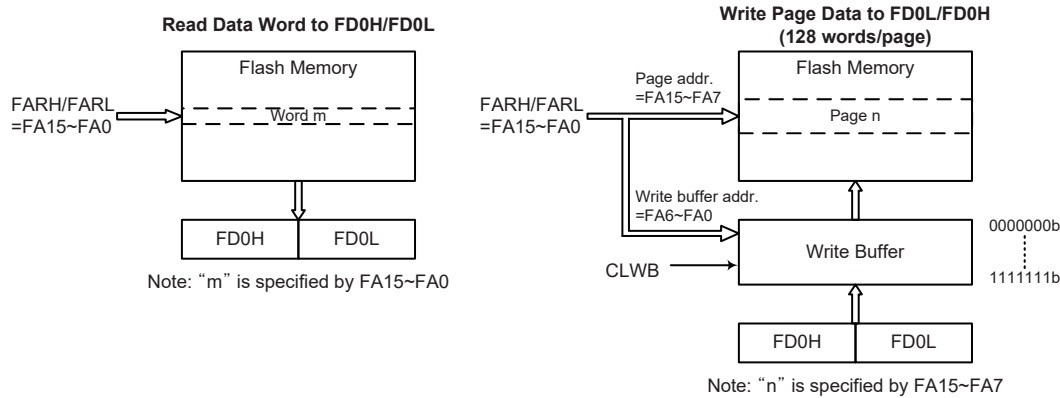 Read Data Word to FD0H/FD0L
Flash Memory
FARH/FARL
=FA15~FA0
Word m
FD0H
FD0L
Note: “m” is specified by FA15~FA0
Write Page Data to FD0L/FD0H
(128 words/page)
Flash Memory
Page addr.
=FA15~FA7
FARH/FARL
=FA15~FA0
Page n
Write buffer addr.
=FA6~FA0
0000000b
Write Buffer
CLWB
1111111b
FD0H
FD0L
Note: “n” is specified by FA15~FA7